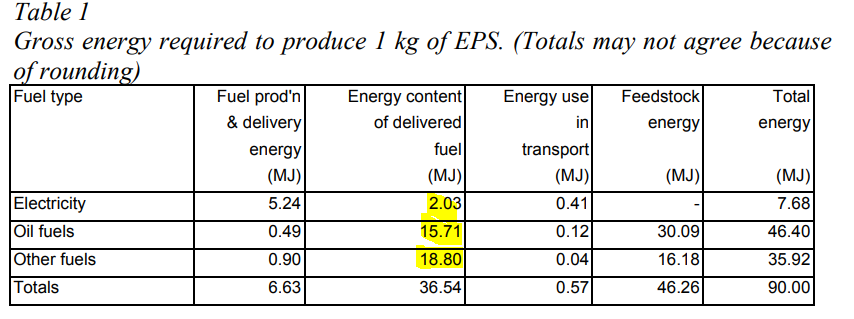 Table 1
Gross energy required to produce 1 kg of EPS. (Totals may not agree because
of rounding)
Fuel type Fuel prod'n Energy content Energy use Feedstock Total
& delivery of delivered in energy energy
energy fuel transport
(MJ) (MJ) (MJ) (MJ) (MJ)
Electricity 5.24 2.03 0.41 - 7.68
Oil fuels 0.49 15.71 0.12 30.09 46.40
Other fuels 0.90 18.80 0.04 16.18 35.92
Totals 6.63 36.54 0.57 46.26 90.00